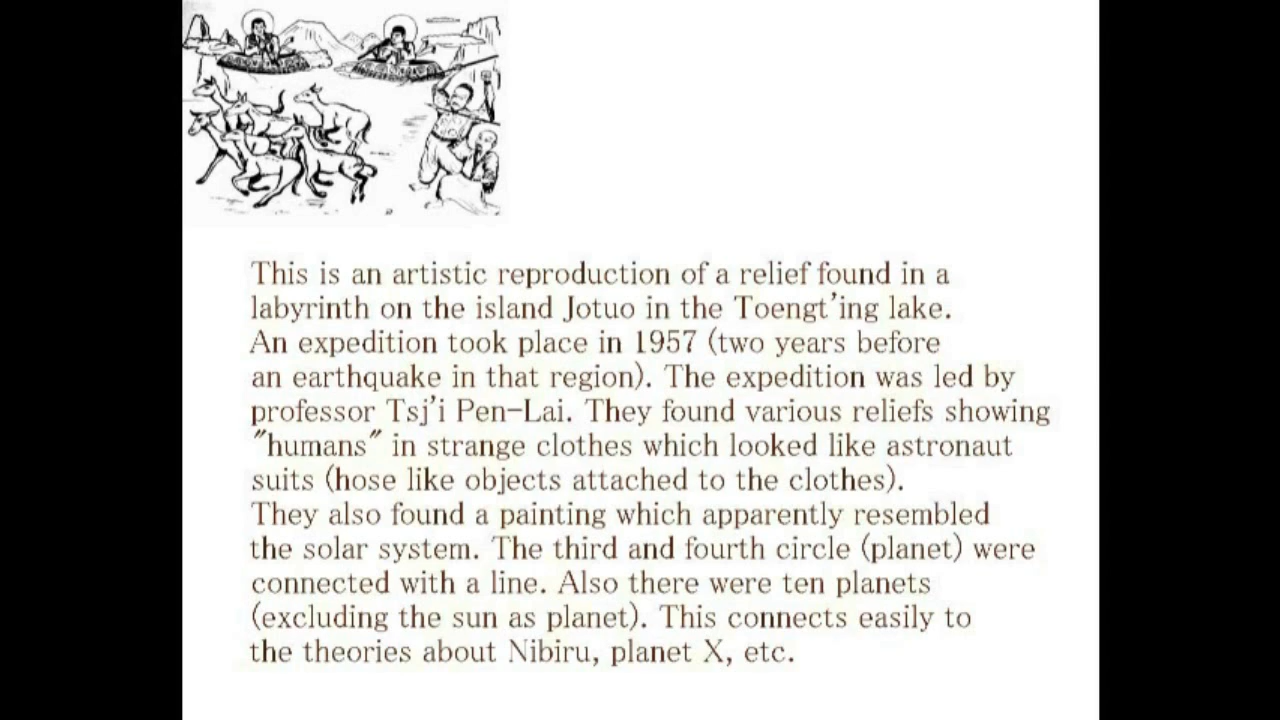 This is an artistic reproduction of a relief found in a
labyrinth on the island Jotuo in the Toengt'ing lake.
An expedition took place in 1957 (two years before
an earthquake in that region). The expedition was led by
professor Tsj'i Pen-Lai. They found various reliefs showing
"humans" in strange clothes which looked like astronaut
suits (hose like objects attached to the clothes).
They also found a painting which apparently resembled
the solar system. The third and fourth circle (planet) were
connected with a line. Also there were ten planets
(excluding the sun as planet). This connects easily to
the theories about Nibiru, planet X, etc.